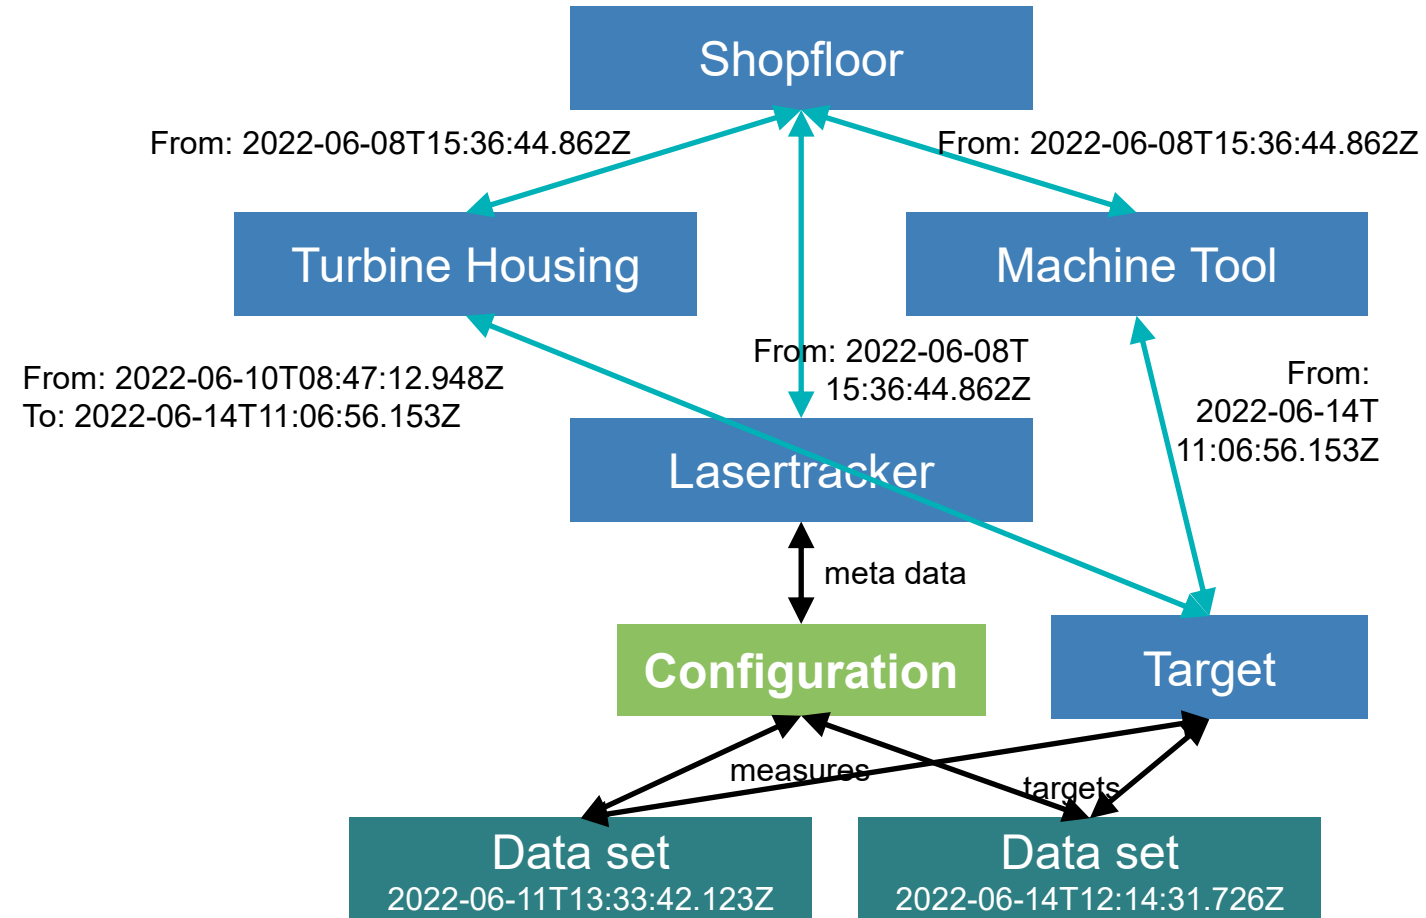 Shopfloor
From: 2022-06-08T15:36:44.862Z
From: 2022-06-08T15:36:44.862Z
Turbine Housing
Machine Tool
From: 2022-06-08T
15:36:44.862Z
From: 2022-06-10T08:47:12.948Z
To: 2022-06-14T11:06:56.153Z
From:
2022-06-14T
11:06:56.153Z
Lasertracker
meta data
Configuration
Target
measures
targets
Data set
2022-06-11T13:33:42.123Z
Data set
2022-06-14T12:14:31.726Z